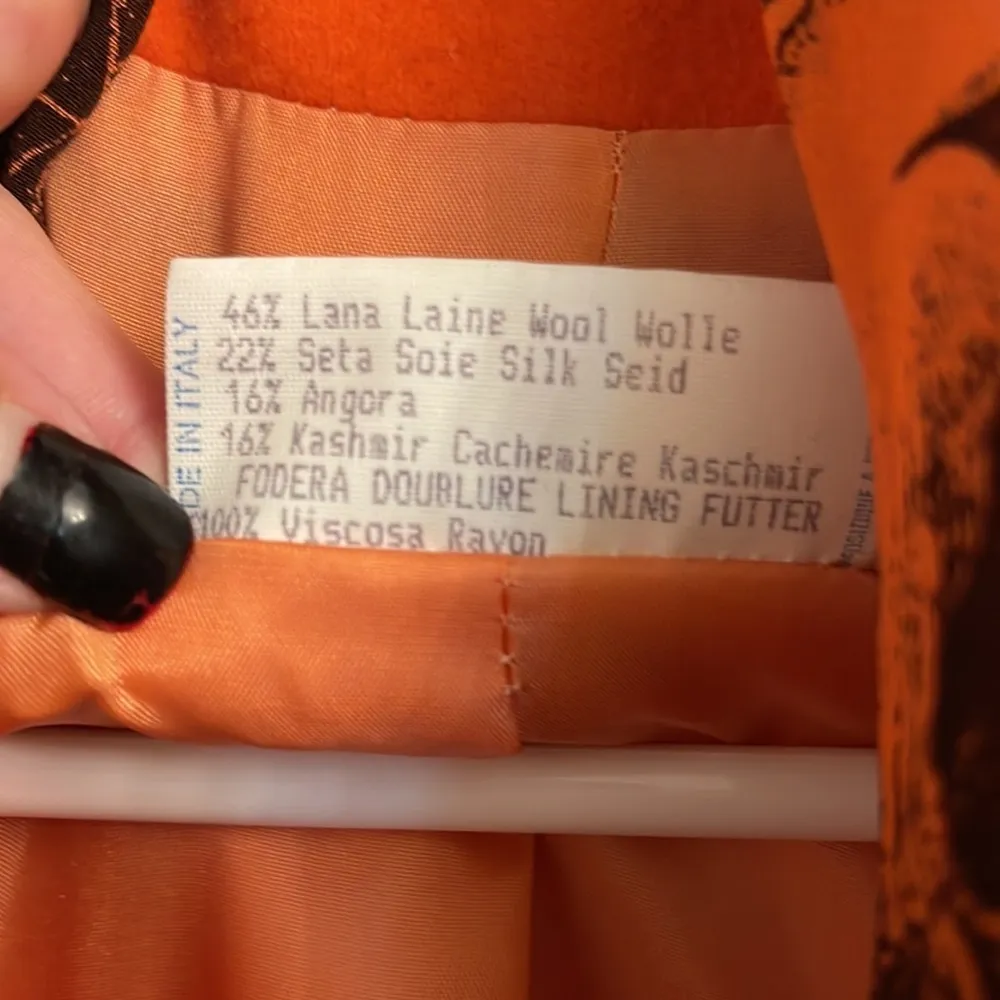 46% Lana Laine Wool Wolle
22% Seta Soie Silk Seid
16% Angora
16% Kashmir Cachemire Kaschmir
FODERA DOUBLURE LINING FUTTER
100% Viscosa Rayon
DE IN ITALY